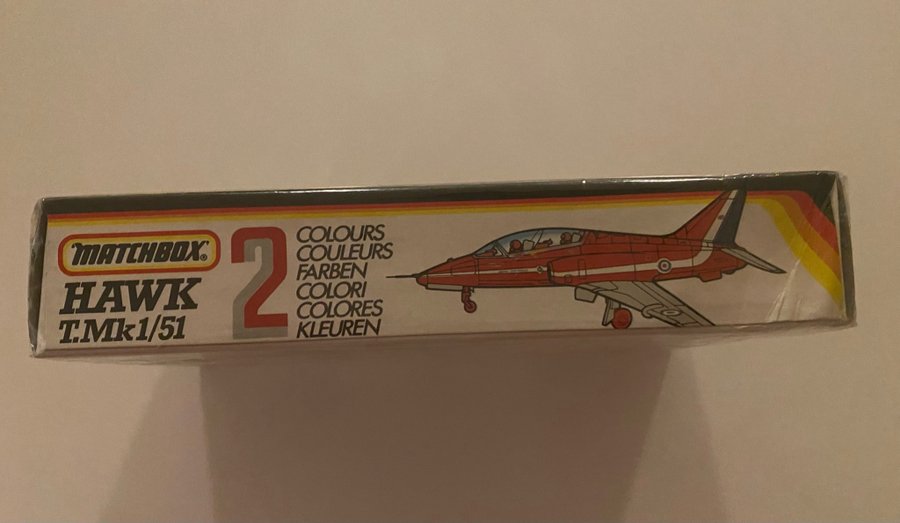 MATCHBOX®
HAWK
T.Mk1/51
2
COLOURS
COULEURS
FARBEN
COLORI
COLORES
KLEUREN